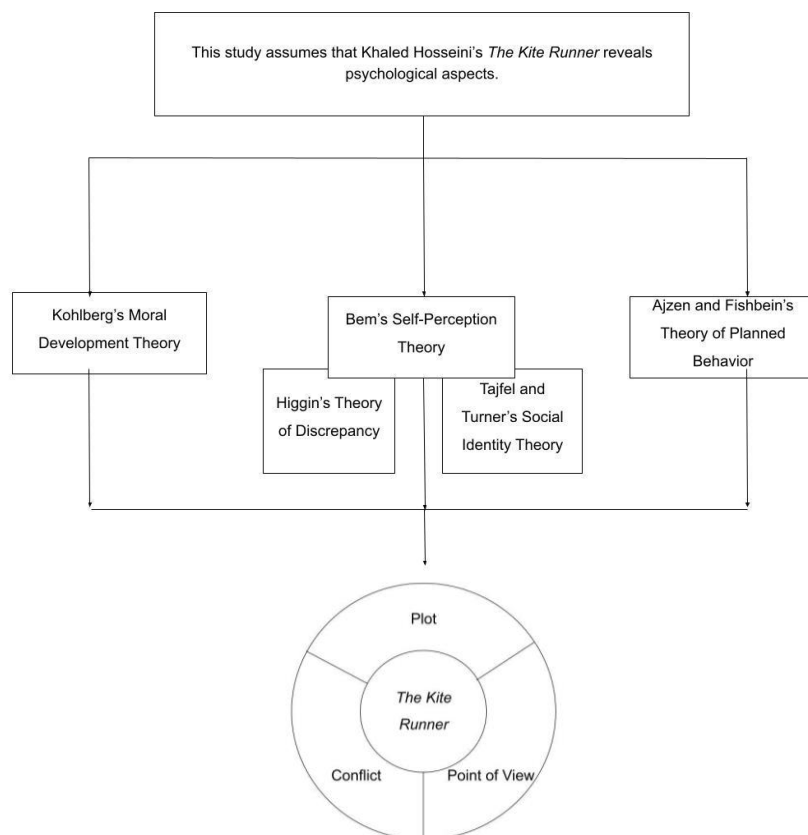 This study assumes that Khaled Hosseini’s The Kite Runner reveals
psychological aspects.
Kohlberg’s Moral
Development Theory
Bem’s Self-Perception
Theory
Ajzen and Fishbein’s
Theory of Planned
Behavior
Higgin’s Theory
of Discrepancy
Tajfel and
Turner’s Social
Identity Theory
Plot
The Kite
Runner
Conflict
Point of View